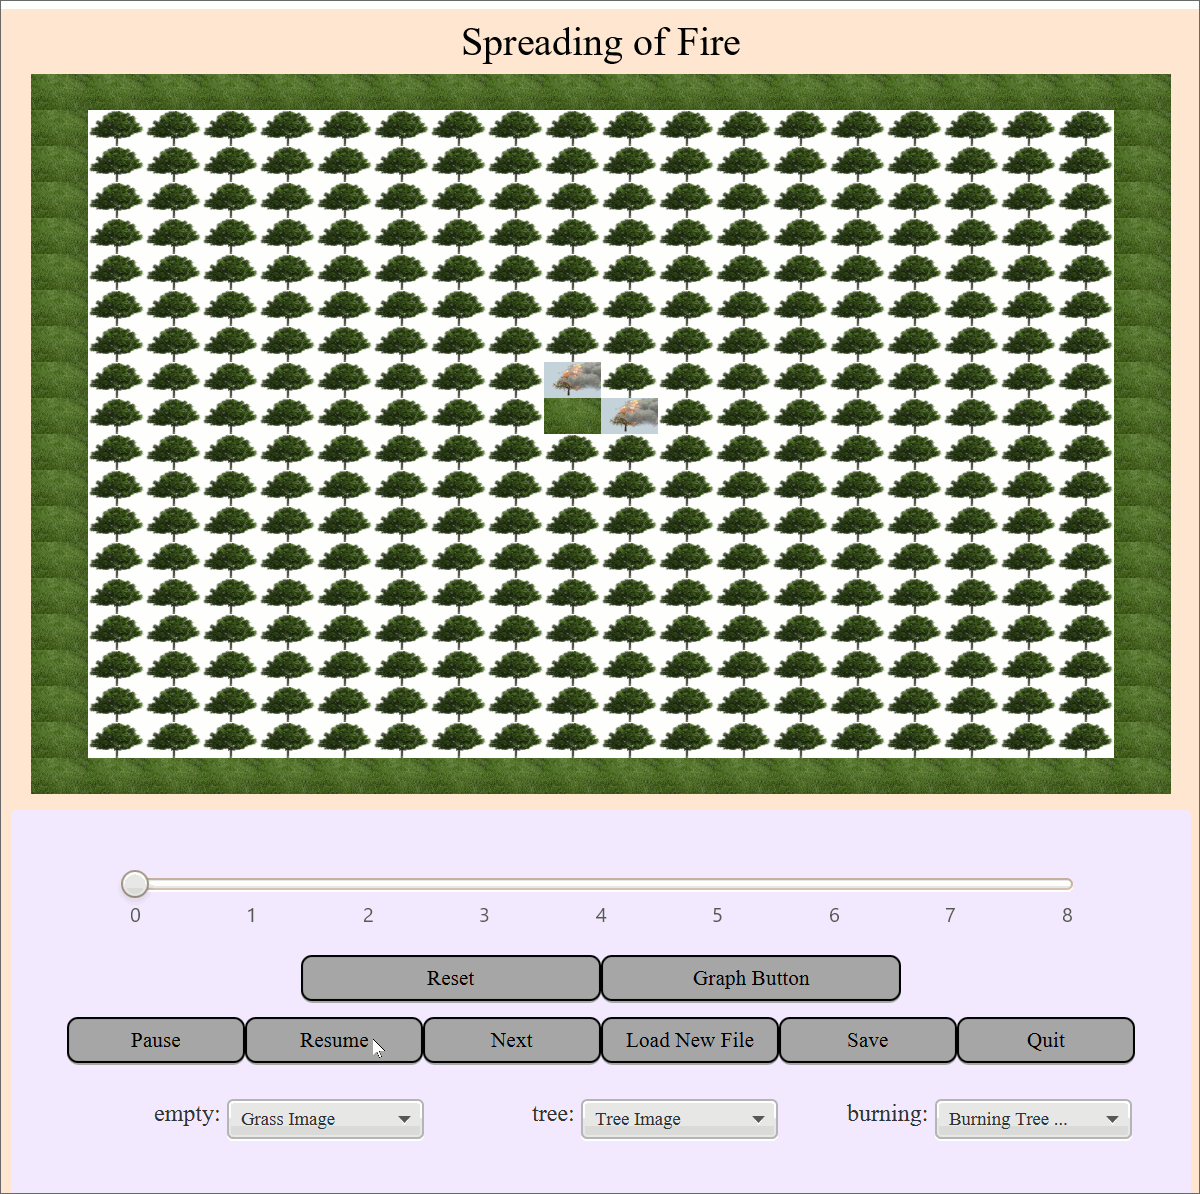 Spreading of Fire
0 1 2 3 4 5 6 7 8
Reset Graph Button
Pause Resume Next Load New File Save Quit
empty: Grass Image tree: Tree Image burning: Burning Tree ...